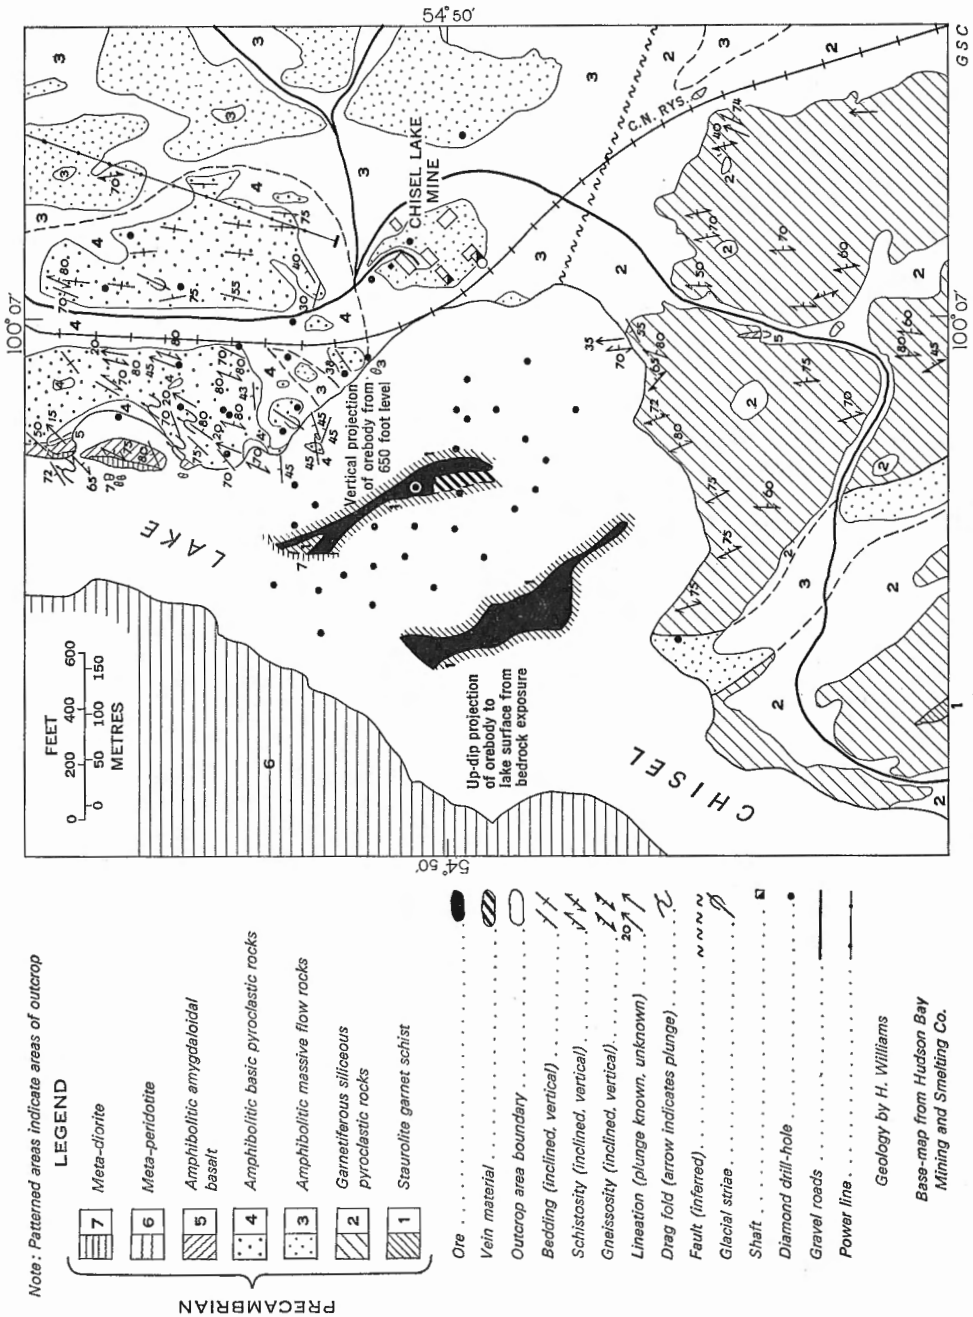 54°50'
100°07'
LAKE
CHISEL LAKE
MINE
C.N. RYS.
Vertical projection
of orebody from
650 foot level
Up-dip projection
of orebody to
lake surface from
bedrock exposure
CHISEL
FEET
0 200 400 600
0 50 100 150
METRES
54°50'
100°07'
GSC
Note: Patterned areas indicate areas of outcrop
LEGEND
PRECAMBRIAN
7 Meta-diorite
6 Meta-peridotite
5 Amphibolitic amygdaloidal
basalt
4 Amphibolitic basic pyroclastic rocks
3 Amphibolitic massive flow rocks
2 Garnetiferous siliceous
pyroclastic rocks
1 Staurolite garnet schist
Ore
Vein material
Outcrop area boundary
Bedding (inclined, vertical)
Schistosity (inclined, vertical)
Gneissosity (inclined, vertical)
Lineation (plunge known, unknown) 20
Drag fold (arrow indicates plunge)
Fault (inferred)
Glacial striae
Shaft
Diamond drill-hole
Gravel roads
Power line
Geology by H. Williams
Base-map from Hudson Bay
Mining and Smelting Co.